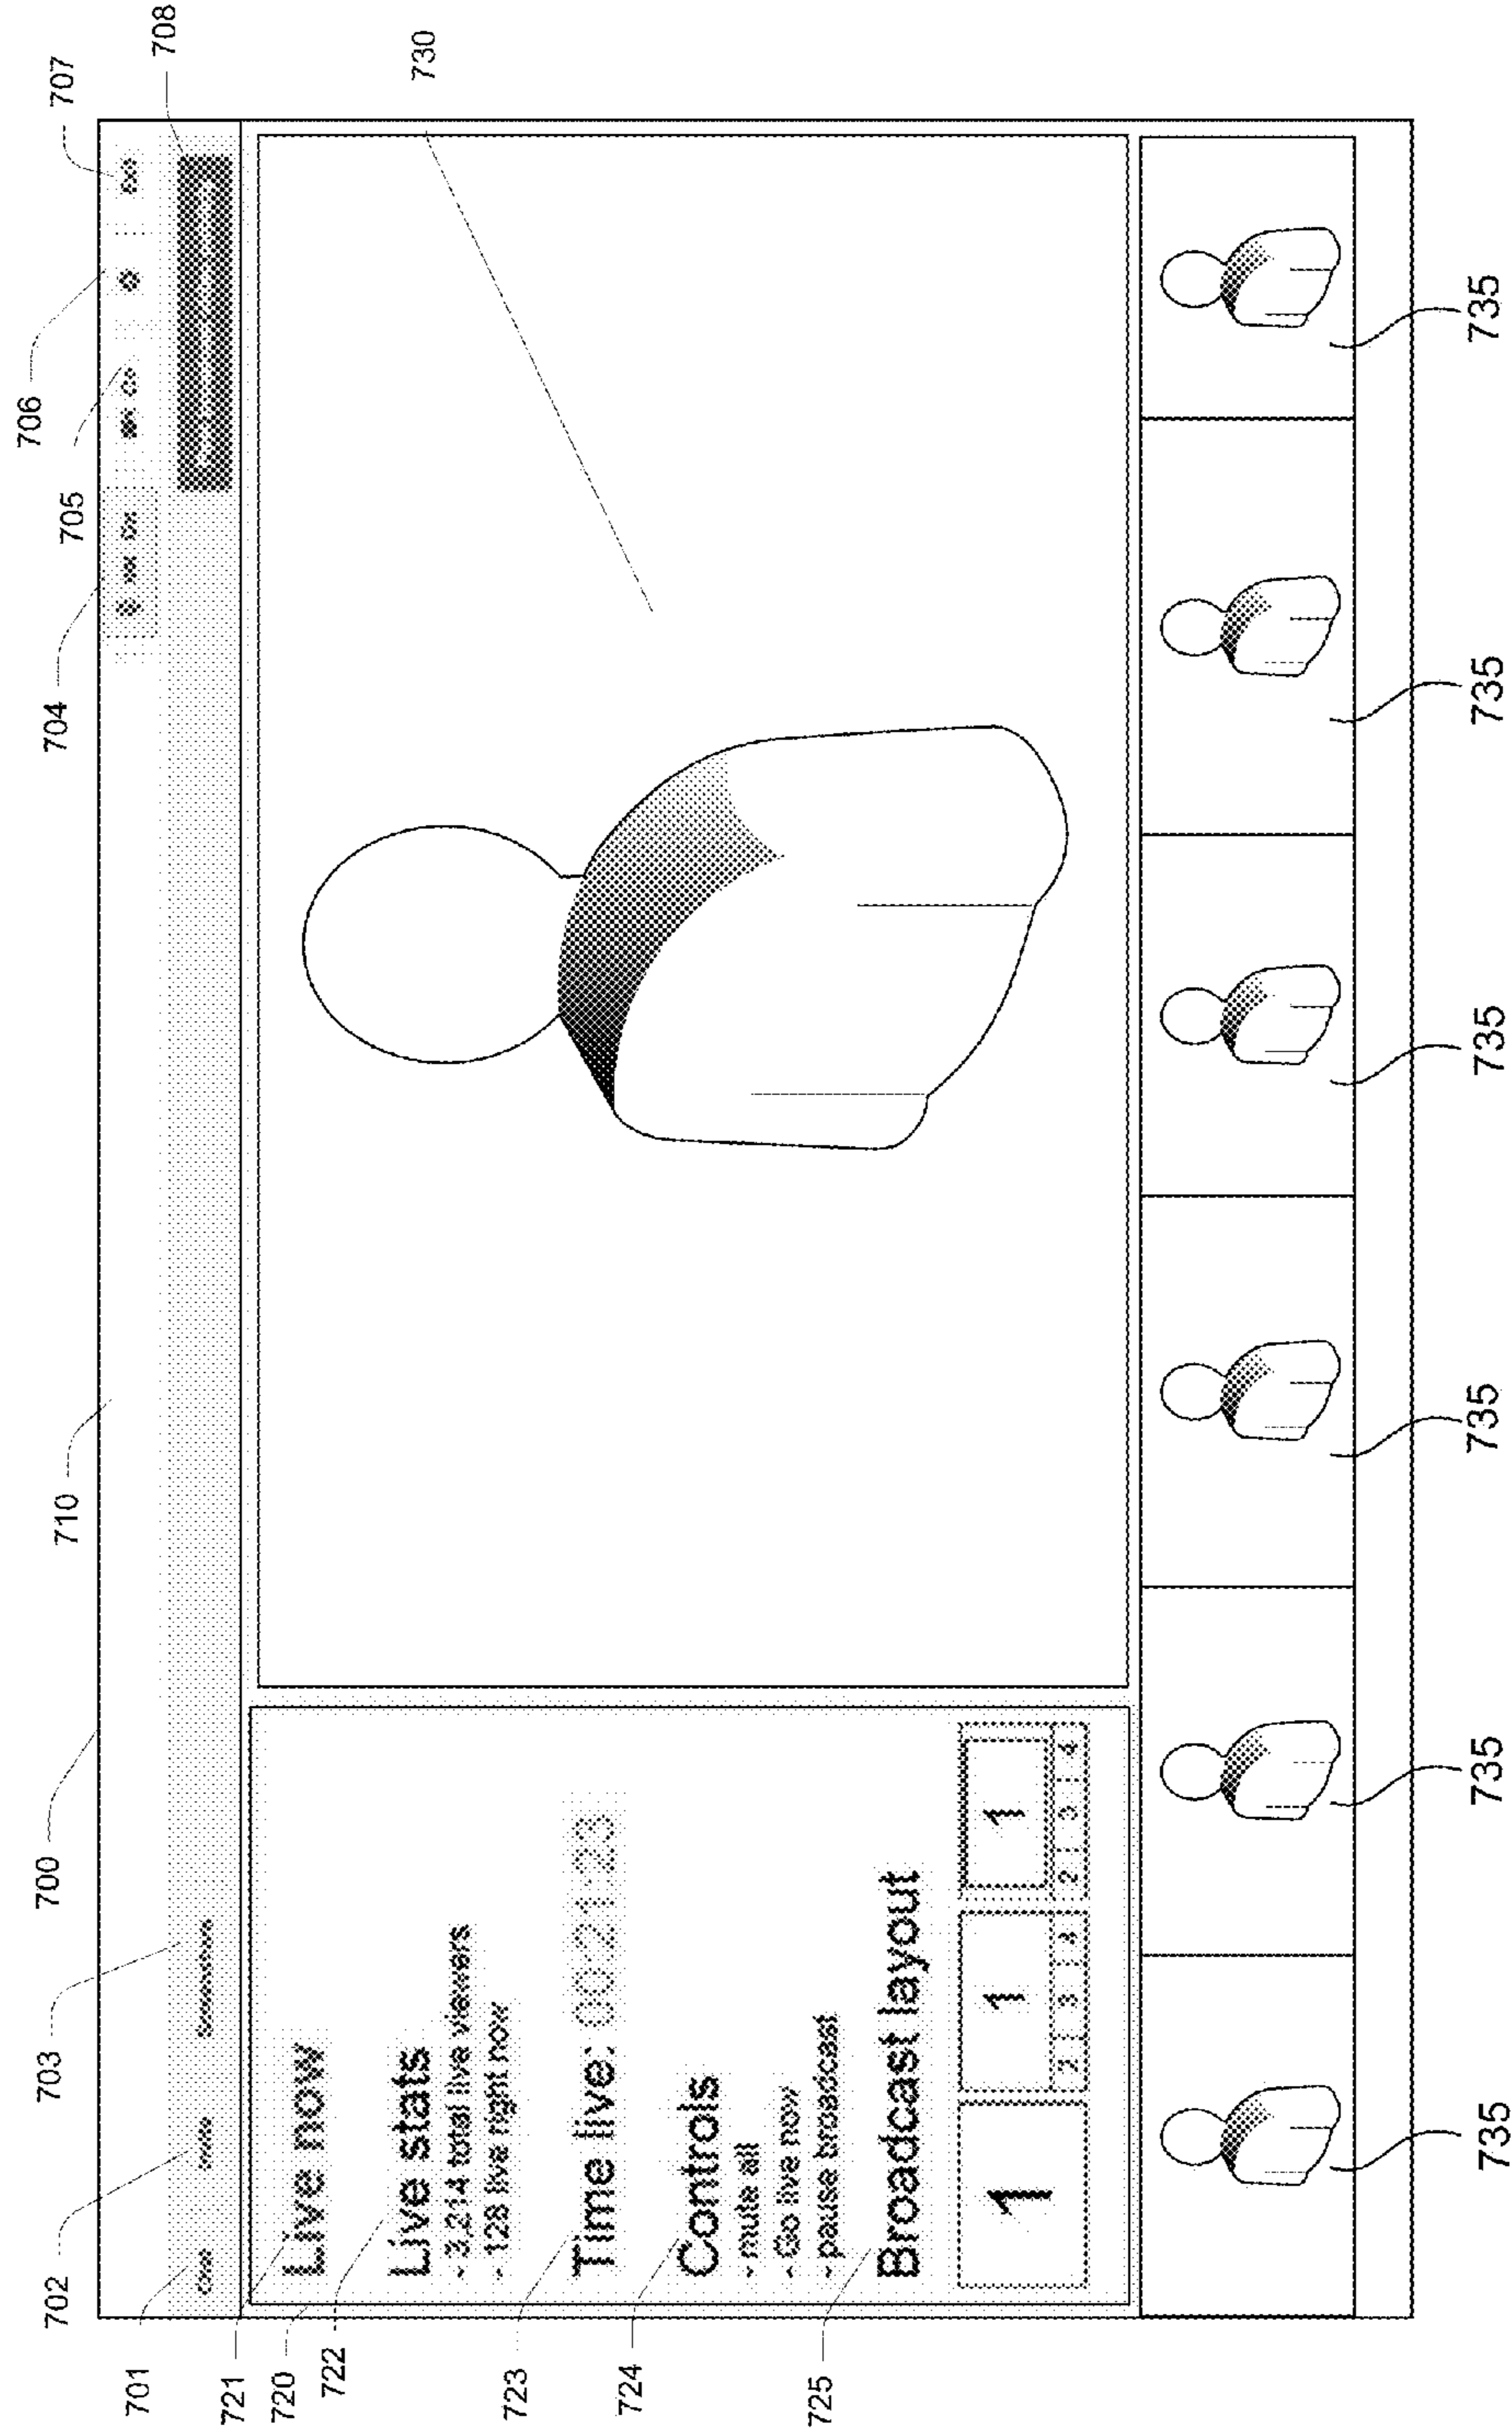 700
710
701
702
703
704
705
706
707
708
721
720
722
723
724
725
730
Live now
Live stats
- 3,214 total live viewers
- 128 live right now
Time live: 00:21:23
Controls
- mute all
- Go live now
- pause broadcast
Broadcast layout
1
1
2 3 4
1
2 3 4
735
735
735
735
735
735